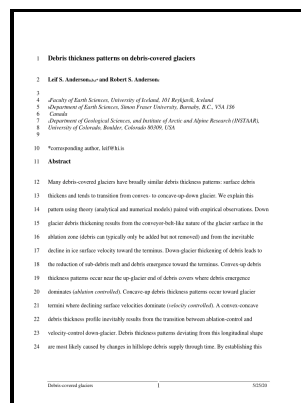 1 Debris thickness patterns on debris-covered glaciers
2 Leif S. Anderson and Robert S. Anderson
3
4 Faculty of Earth Sciences, University of Iceland, 101 Reykjavík, Iceland
5 Department of Earth Sciences, Simon Fraser University, Burnaby, B.C., V5A 1S6
6 Canada
7 Department of Geological Sciences, and Institute of Arctic and Alpine Research (INSTAAR),
8 University of Colorado, Boulder, Colorado 80309, USA
9
10 *corresponding author, leif@hi.is
11 Abstract
12 Many debris-covered glaciers have broadly similar debris thickness patterns: surface debris
13 thickens and tends to transition from convex- to concave-up-down glacier. We explain this
14 pattern using theory (analytical and numerical models) paired with empirical observations. Down
15 glacier debris thickening results from the conveyor-belt-like nature of the glacier surface in the
16 ablation zone (debris can typically only be added but not removed) and from the inevitable
17 decline in ice surface velocity toward the terminus. Down-glacier thickening of debris leads to
18 the reduction of sub-debris melt and debris emergence toward the terminus. Convex-up debris
19 thickness patterns occur near the up-glacier end of debris covers where debris emergence
20 dominates (ablation controlled). Concave-up debris thickness patterns occur toward glacier
21 termini where declining surface velocities dominate (velocity controlled). A convex-concave
22 debris thickness profile inevitably results from the transition between ablation-control and
23 velocity-control down-glacier. Debris thickness patterns deviating from this longitudinal shape
24 are most likely caused by changes in hillslope debris supply through time. By establishing this
Debris-covered glaciers 1 5/25/20